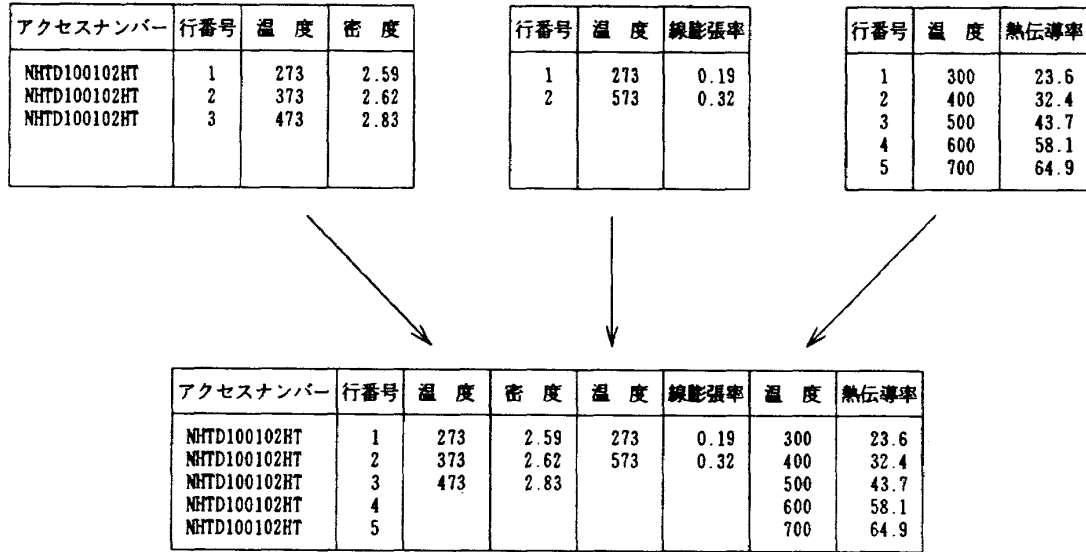 アクセスナンバー 行番号 温 度 密 度
NHTD100102HT 1 273 2.59
NHTD100102HT 2 373 2.62
NHTD100102HT 3 473 2.83
行番号 温 度 線膨張率
1 273 0.19
2 573 0.32
行番号 温 度 熱伝導率
1 300 23.6
2 400 32.4
3 500 43.7
4 600 58.1
5 700 64.9
アクセスナンバー 行番号 温 度 密 度 温 度 線膨張率 温 度 熱伝導率
NHTD100102HT 1 273 2.59 273 0.19 300 23.6
NHTD100102HT 2 373 2.62 573 0.32 400 32.4
NHTD100102HT 3 473 2.83 500 43.7
NHTD100102HT 4 600 58.1
NHTD100102HT 5 700 64.9